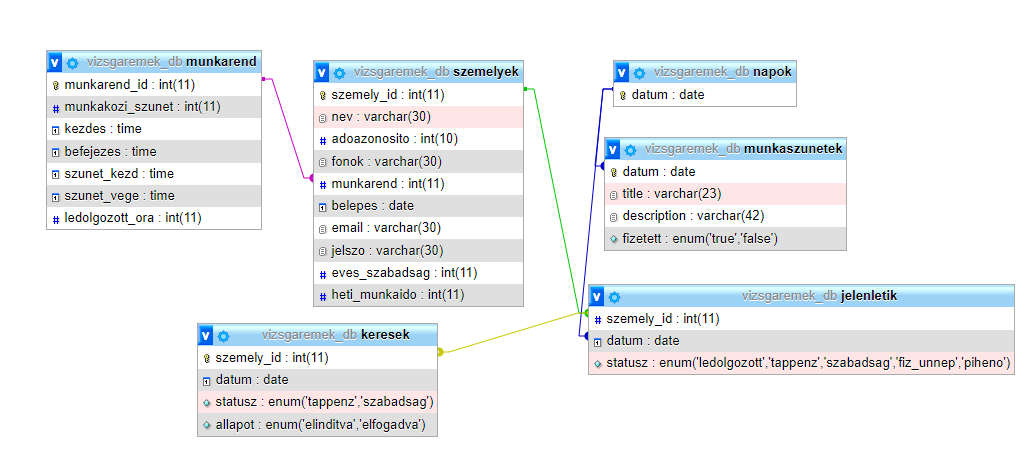 vizsgaremek_db munkarend
munkarend_id : int(11)
munkakozi_szunet : int(11)
kezdes : time
befejezes : time
szunet_kezd : time
szunet_vege : time
ledolgozott_ora : int(11)
vizsgaremek_db szemelyek
szemely_id : int(11)
nev : varchar(30)
adoazonosito : int(10)
fonok : varchar(30)
munkarend : int(11)
belepes : date
email : varchar(30)
jelszo : varchar(30)
eves_szabadsag : int(11)
heti_munkaido : int(11)
vizsgaremek_db napok
datum : date
vizsgaremek_db munkaszunetek
datum : date
title : varchar(23)
description : varchar(42)
fizetett : enum('true','false')
vizsgaremek_db jelenletik
szemely_id : int(11)
datum : date
statusz : enum('ledolgozott','tappenz','szabadsag','fiz_unnep','piheno')
vizsgaremek_db keresek
szemely_id : int(11)
datum : date
statusz : enum('tappenz','szabadsag')
allapot : enum('elinditva','elfogadva')